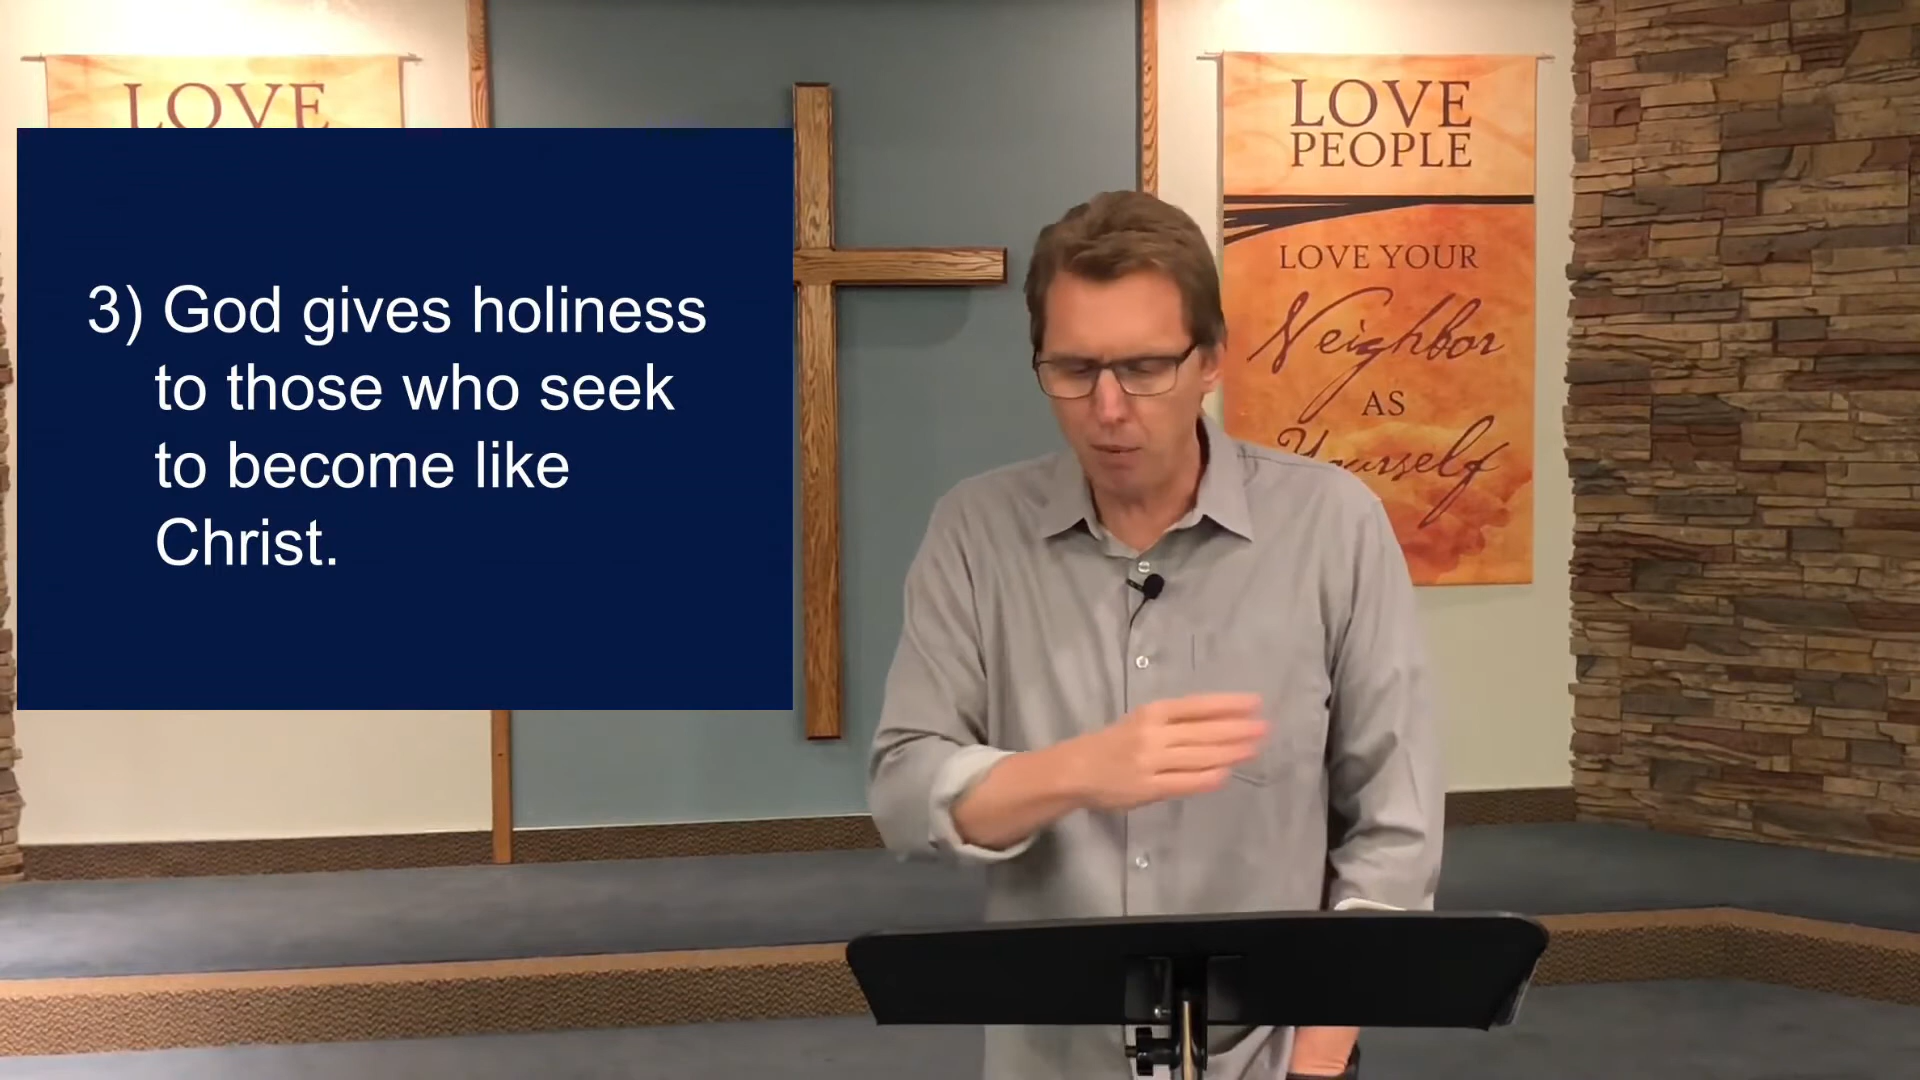 LOVE
3) God gives holiness
to those who seek
to become like
Christ.
LOVE
PEOPLE
LOVE YOUR
Neighbor
AS
Yourself